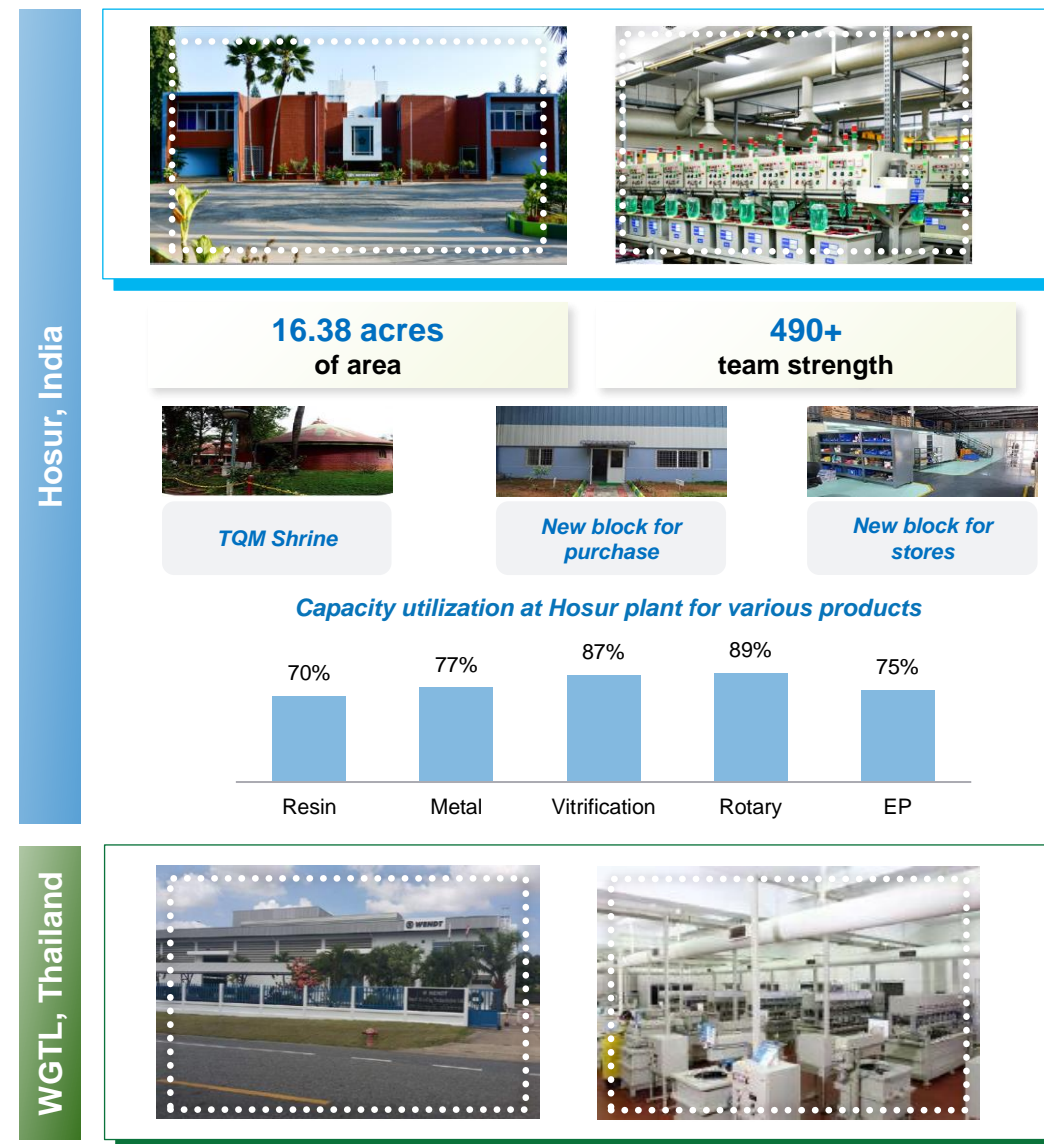 Hosur, India
16.38 acres
of area
490+
team strength
TQM Shrine
New block for
purchase
New block for
stores
Capacity utilization at Hosur plant for various products
70%
77%
87%
89%
75%
Resin
Metal
Vitrification
Rotary
EP
WGTL, Thailand
WENDT